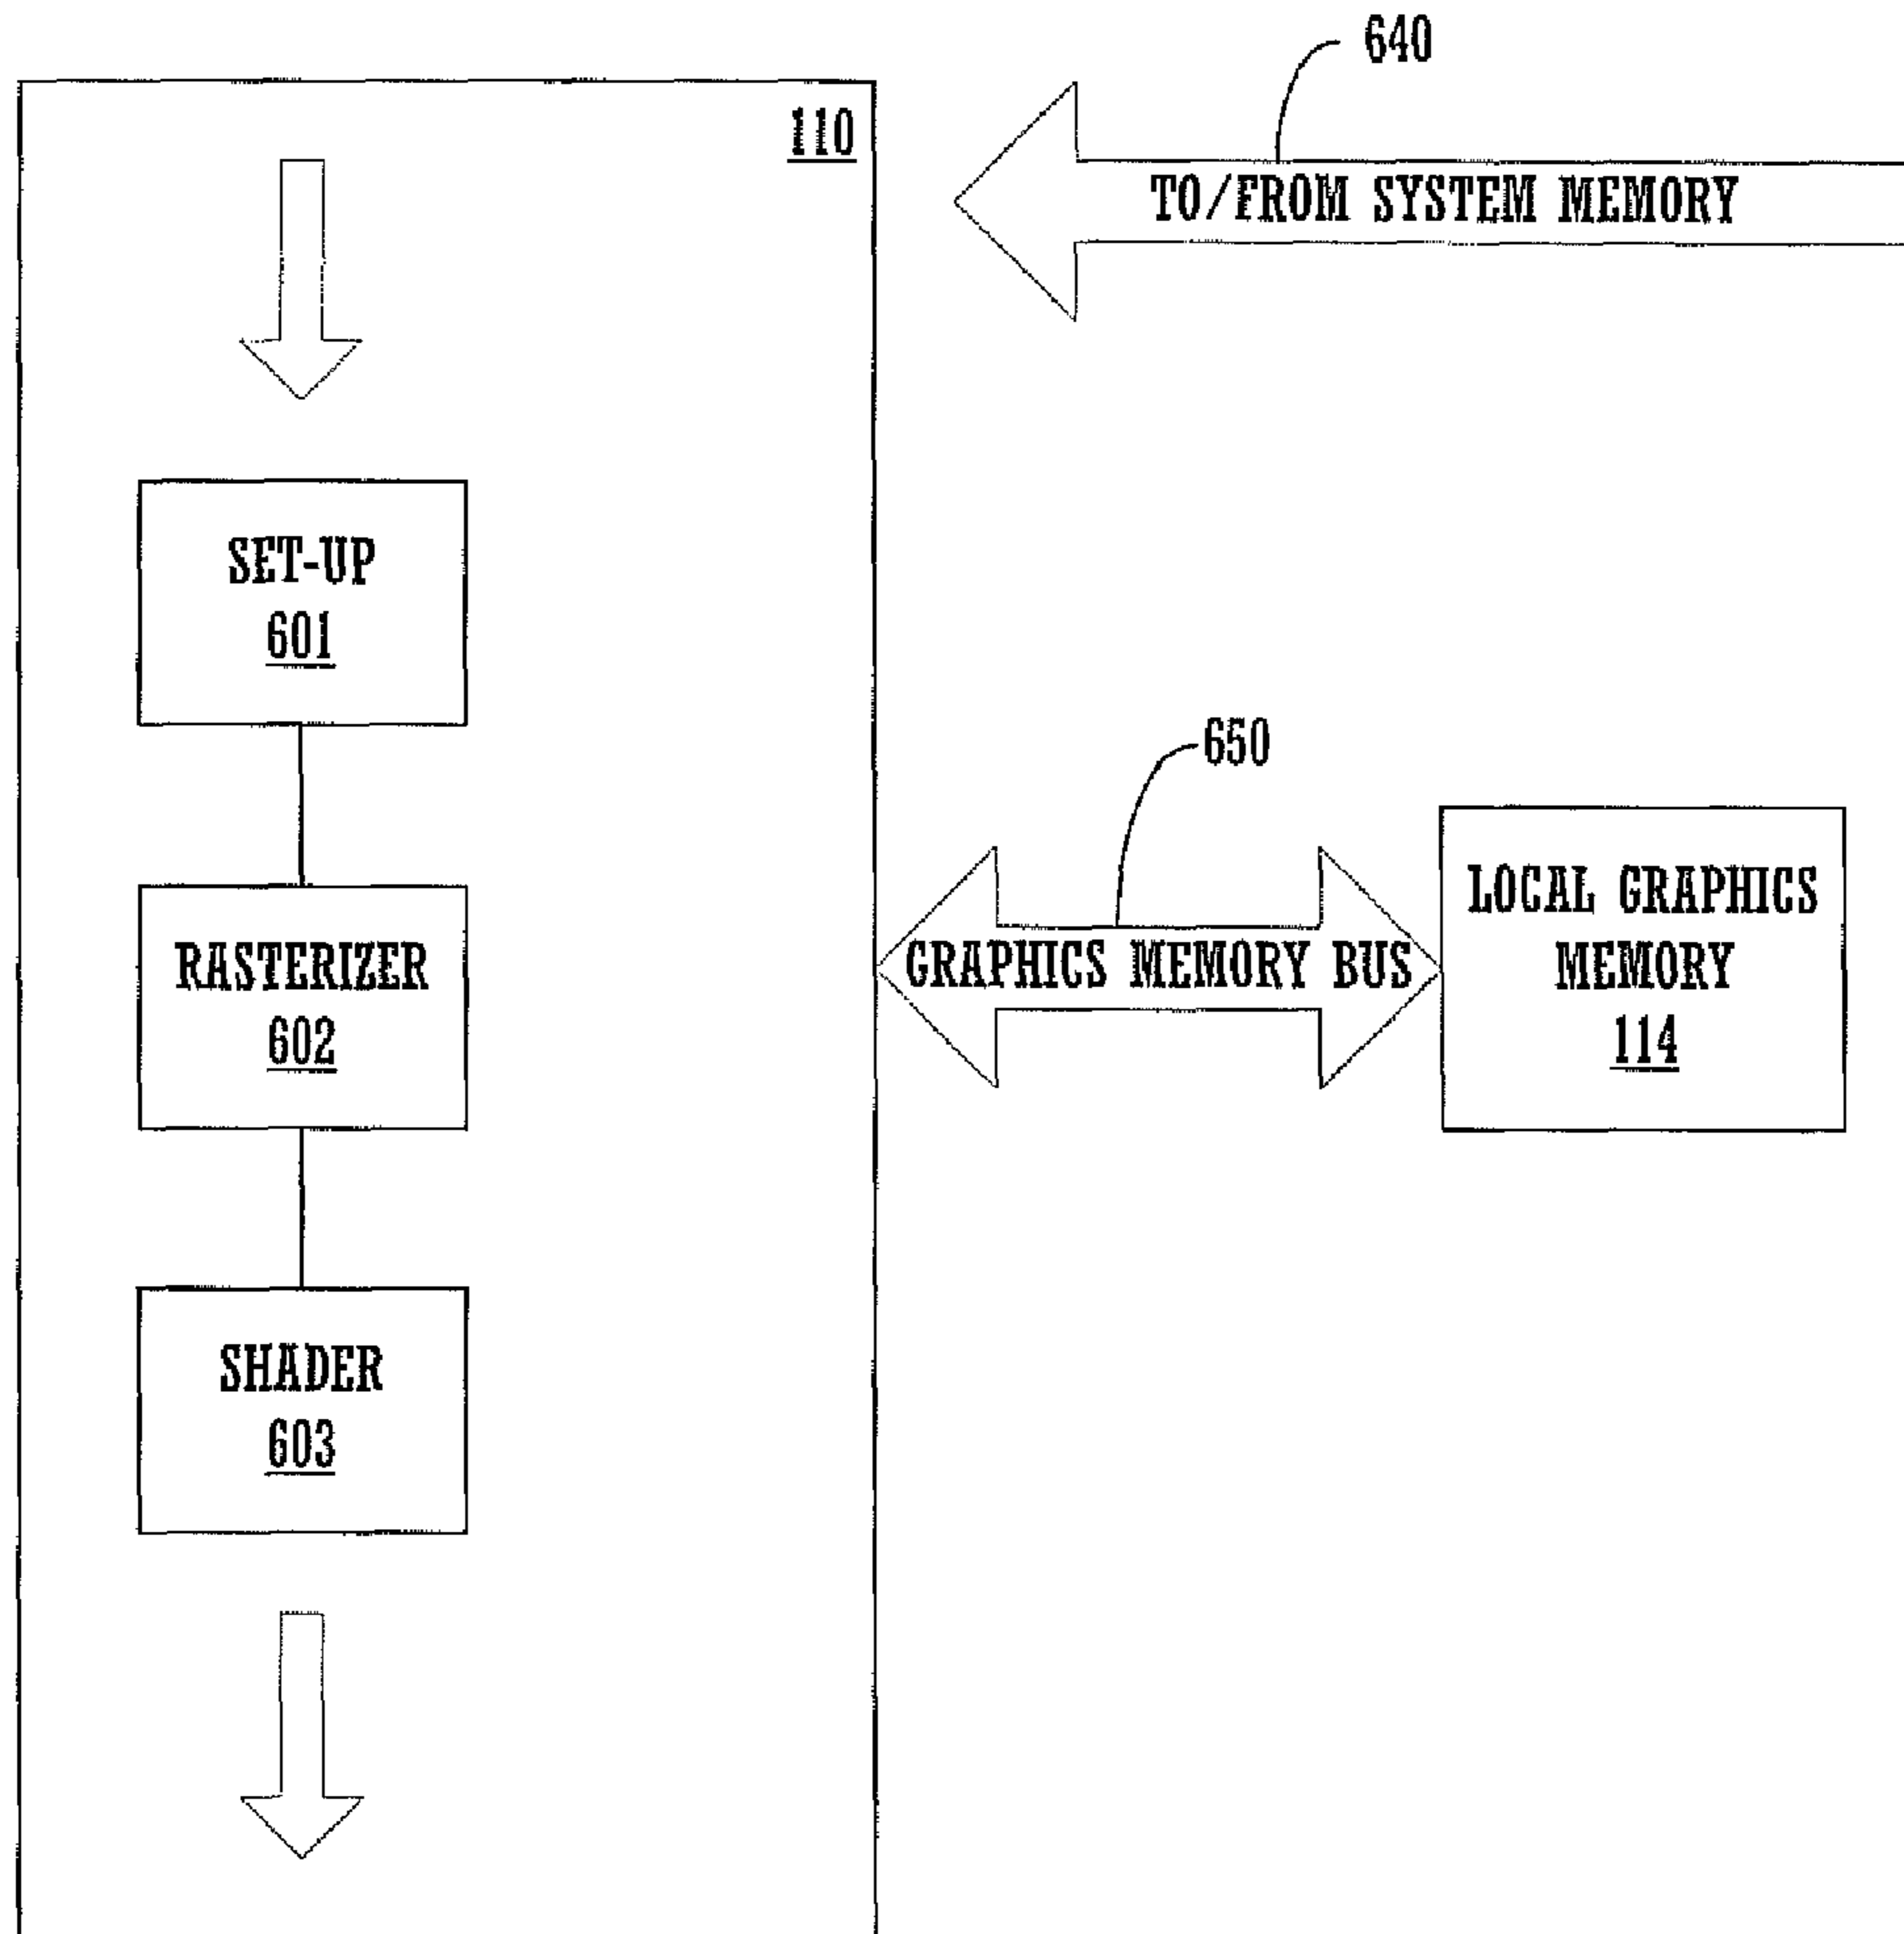 640
110
TO/FROM SYSTEM MEMORY
SET-UP
601
650
LOCAL GRAPHICS
MEMORY
114
RASTERIZER
602
GRAPHICS MEMORY BUS
SHADER
603